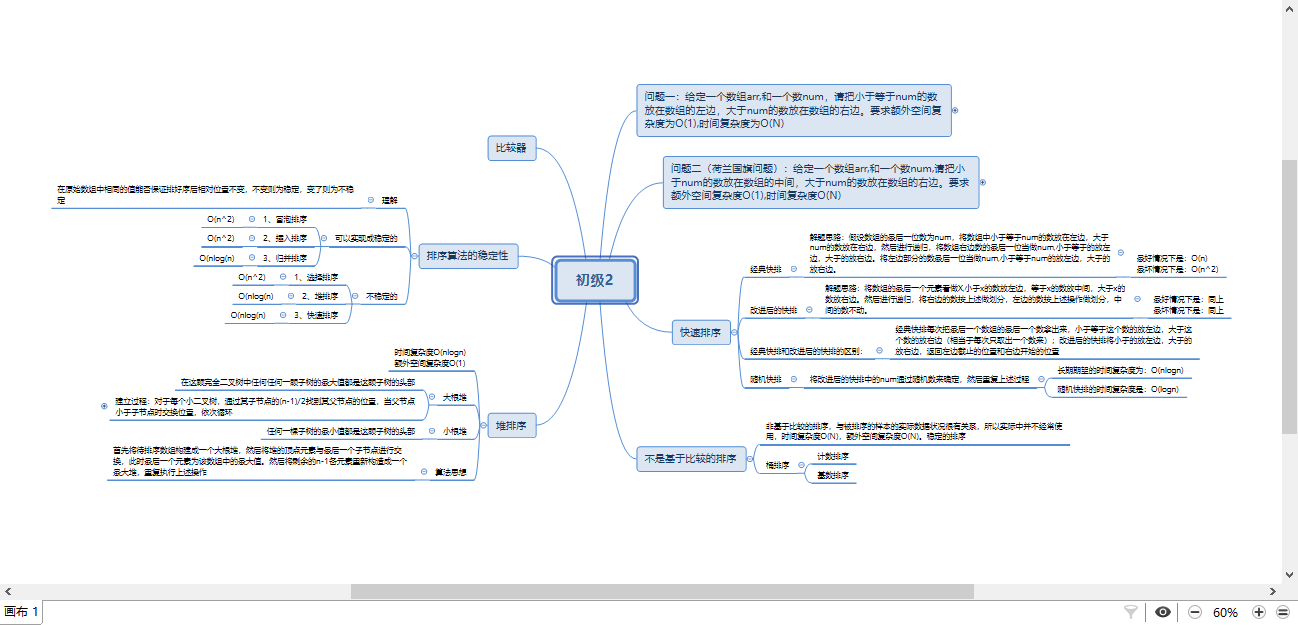 初级2
问题一：给定一个数组arr,和一个数num，请把小于等于num的数
放在数组的左边，大于num的数放在数组的右边。要求额外空间复
杂度为O(1),时间复杂度为O(N)
问题二（荷兰国旗问题）：给定一个数组arr,和一个数num,请把小
于num的数放在数组的中间，大于num的数放在数组的右边。要求
额外空间复杂度O(1),时间复杂度O(N)
快速排序
经典快排
解题思路：假设数组的最后一位数为num，将数组中小于等于num的数放在左边，大于
num的数放在右边，然后进行递归，将数组右边数的最后一位当做num,小于等于的放左
边，大于的放右边。将左边部分的数最后一位当做num,小于等于num的放左边，大于的
放右边。
最好情况下是：O(n)
最坏情况下是：O(n^2)
改进后的快排
解题思路：将数组的最后一个元素看做X,小于x的数放左边，等于x的数放中间，大于x的
数放右边。然后进行递归，将右边的数按上述做划分，左边的数按上述操作做划分，中
间的数不动。
最好情况下是：同上
最坏情况下是：同上
经典快排和改进后的快排的区别：
经典快排每次把最后一个数组的最后一个数拿出来，小于等于这个数的放左边，大于这
个数的放右边（相当于每次只取出一个数来）；改进后的快排将小于的放左边，大于的
放右边，返回左边截止的位置和右边开始的位置
随机快排
将改进后的快排中的num通过随机数来确定，然后重复上述过程
长期期望的时间复杂度为：O(nlogn)
随机快排的时间复杂度是：O(logn)
不是基于比较的排序
非基于比较的排序，与被排序的样本的实际数据状况很有关系，所以实际中并不经常使
用，时间复杂度O(N)，额外空间复杂度O(N)。稳定的排序
桶排序
计数排序
基数排序
比较器
排序算法的稳定性
理解
在原始数组中相同的值能否保证排好序后相对位置不变，不变则为稳定，变了则为不稳
定
可以实现成稳定的
1、冒泡排序
O(n^2)
2、插入排序
O(n^2)
3、归并排序
O(nlog(n)
不稳定的
1、选择排序
O(n^2)
2、堆排序
O(nlog(n)
3、快速排序
O(nlog(n)
堆排序
时间复杂度O(nlogn)
额外空间复杂度O(1)
大根堆
在这颗完全二叉树中任何任何一颗子树的最大值都是这颗子树的头部
建立过程：对于每个小二叉树，通过其子节点的(n-1)/2找到其父节点的位置，当父节点
小于子节点时交换位置，依次循环
小根堆
任何一棵子树的最小值都是这颗子树的头部
算法思想
首先将待排序数组构建成一个大根堆，然后将堆的顶点元素与最后一个子节点进行交
换，此时最后一个元素为该数组中的最大值。然后将剩余的n-1各元素重新构造成一个
最大堆，重复执行上述操作
画布 1
60%